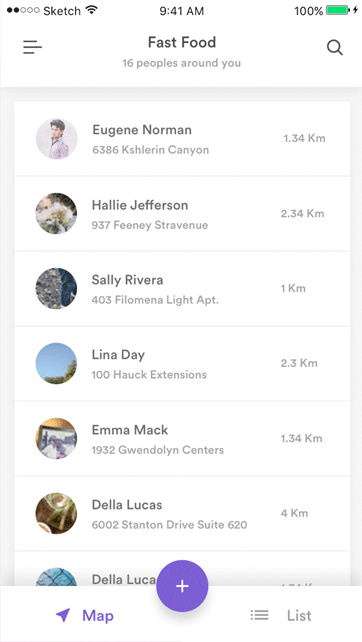 Sketch 9:41 AM 100%
Fast Food
16 peoples around you
Eugene Norman
6386 Kshlerin Canyon
1.34 Km
Hallie Jefferson
937 Feeney Stravenue
2.34 Km
Sally Rivera
403 Filomena Light Apt.
1 Km
Lina Day
100 Hauck Extensions
2.3 Km
Emma Mack
1932 Gwendolyn Centers
1.34 Km
Della Lucas
6002 Stanton Drive Suite 620
4 Km
Della
Map + List